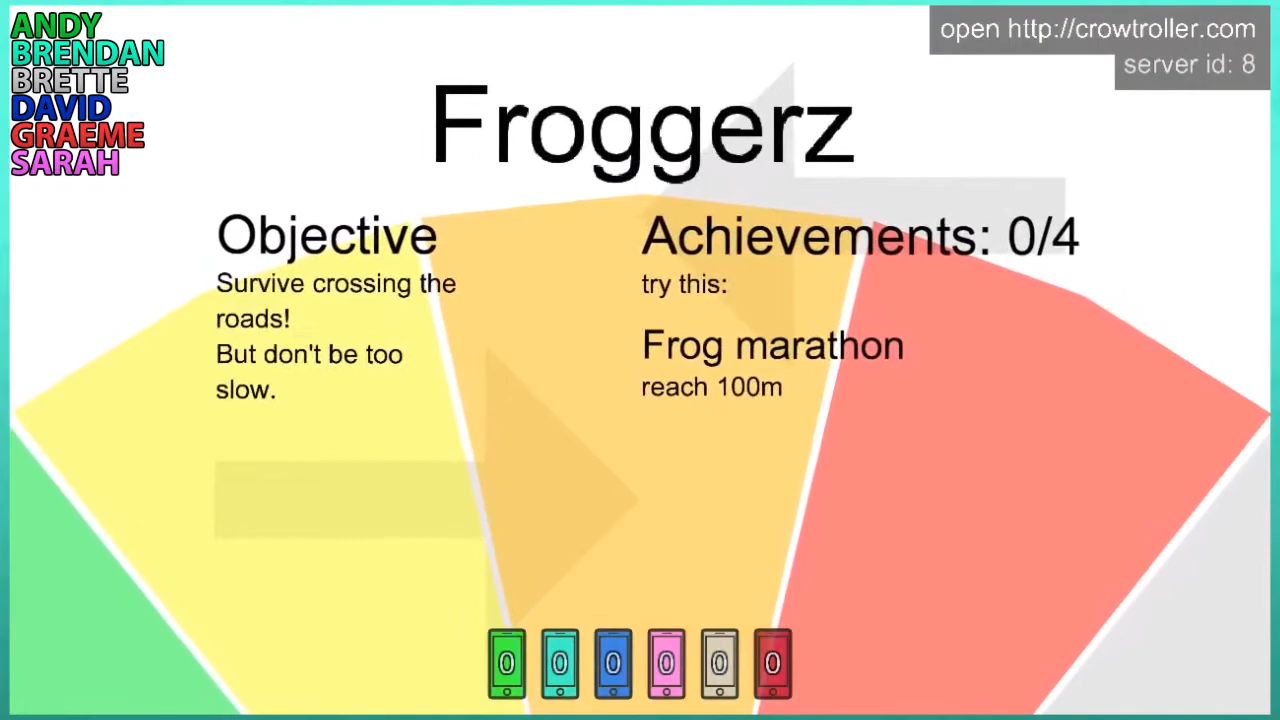 ANDY
BRENDAN
BRETTE
DAVID
GRAEME
SARAH
open http://crowtroller.com
server id: 8
Froggerz
Objective
Survive crossing the
roads!
But don't be too
slow.
Achievements: 0/4
try this:
Frog marathon
reach 100m
0 0 0 0 0 0